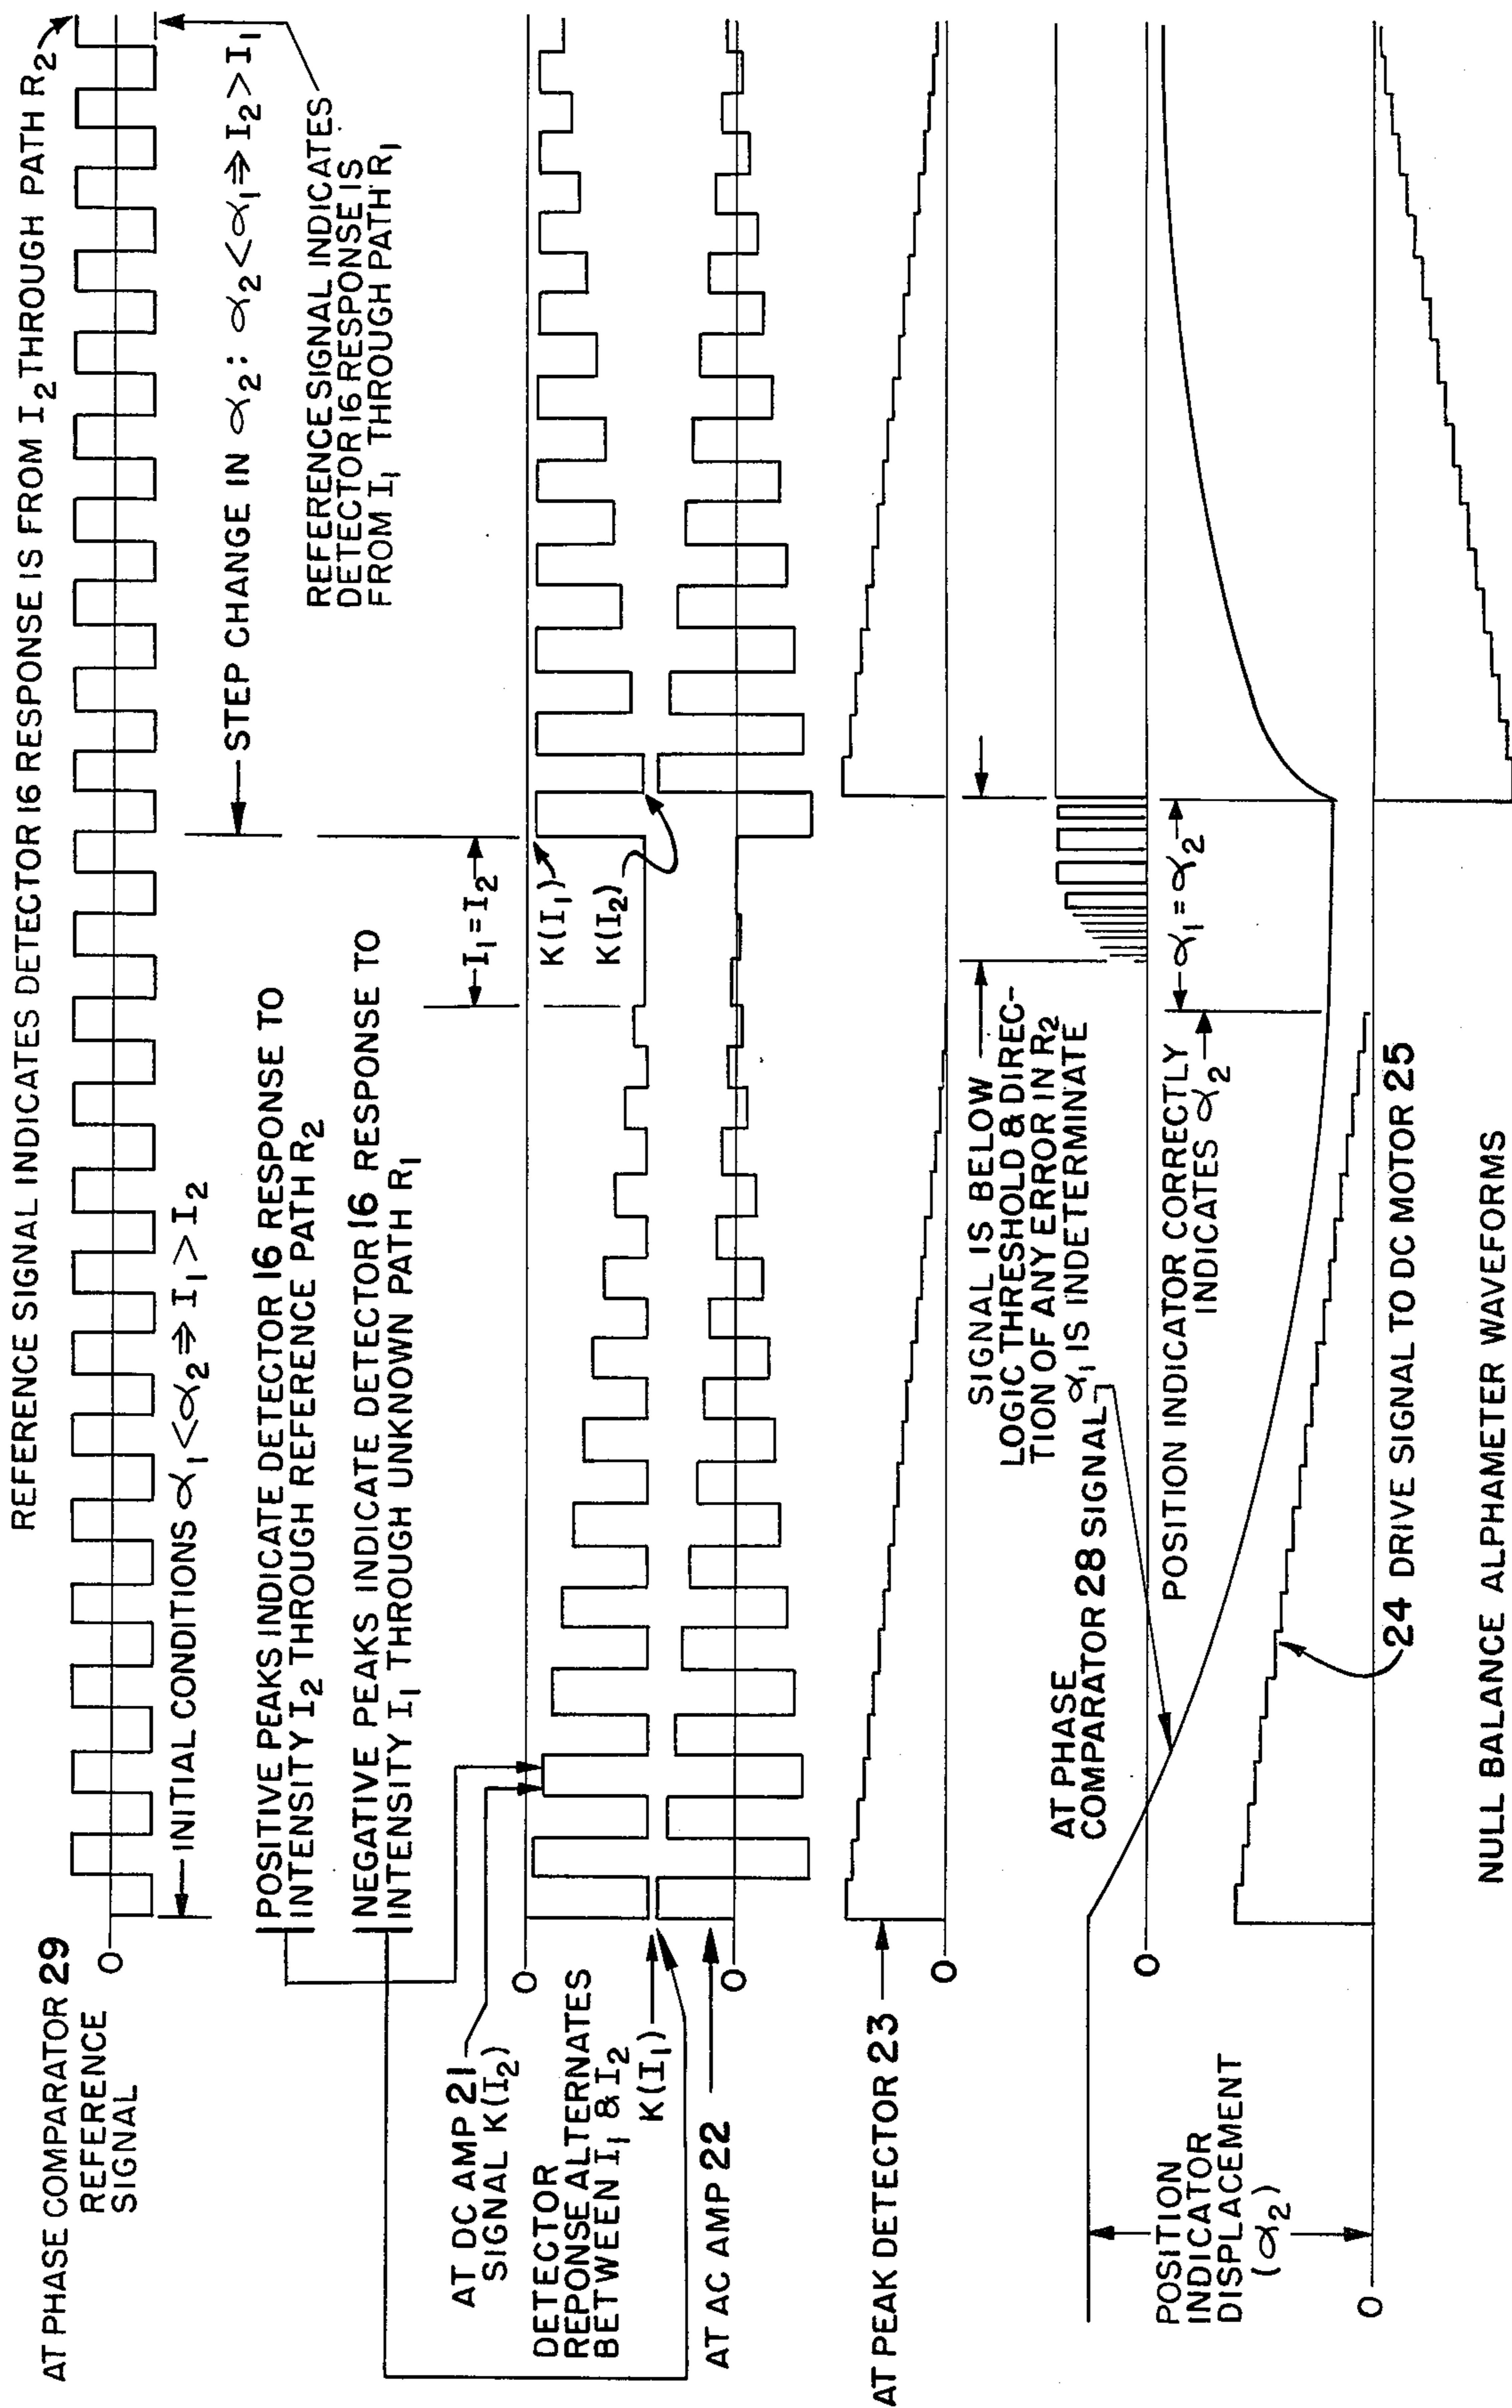 REFERENCE SIGNAL INDICATES DETECTOR 16 RESPONSE IS FROM I2 THROUGH PATH R2
AT PHASE COMPARATOR 29
REFERENCE
SIGNAL
0
INITIAL CONDITIONS α1<α2⇒I1>I2
STEP CHANGE IN α2: α2<α1⇒I2>I1
POSITIVE PEAKS INDICATE DETECTOR 16 RESPONSE TO
INTENSITY I2 THROUGH REFERENCE PATH R2
NEGATIVE PEAKS INDICATE DETECTOR 16 RESPONSE TO
INTENSITY I1 THROUGH UNKNOWN PATH R1
REFERENCE SIGNAL INDICATES
DETECTOR 16 RESPONSE IS
FROM I1 THROUGH PATH R1
I1=I2
AT DC AMP 21
SIGNAL K(I2)
0
K(I1)
K(I2)
DETECTOR
REPONSE ALTERNATES
BETWEEN I1 & I2
K(I1)
AT AC AMP 22
0
AT PEAK DETECTOR 23
0
SIGNAL IS BELOW
LOGIC THRESHOLD & DIREC-
TION OF ANY ERROR IN R2
α1 IS INDETERMINATE
AT PHASE
COMPARATOR 28 SIGNAL
0
α1=α2
POSITION INDICATOR CORRECTLY
INDICATES α2
POSITION
INDICATOR
DISPLACEMENT
(α2)
0
24 DRIVE SIGNAL TO DC MOTOR 25
NULL BALANCE ALPHAMETER WAVEFORMS